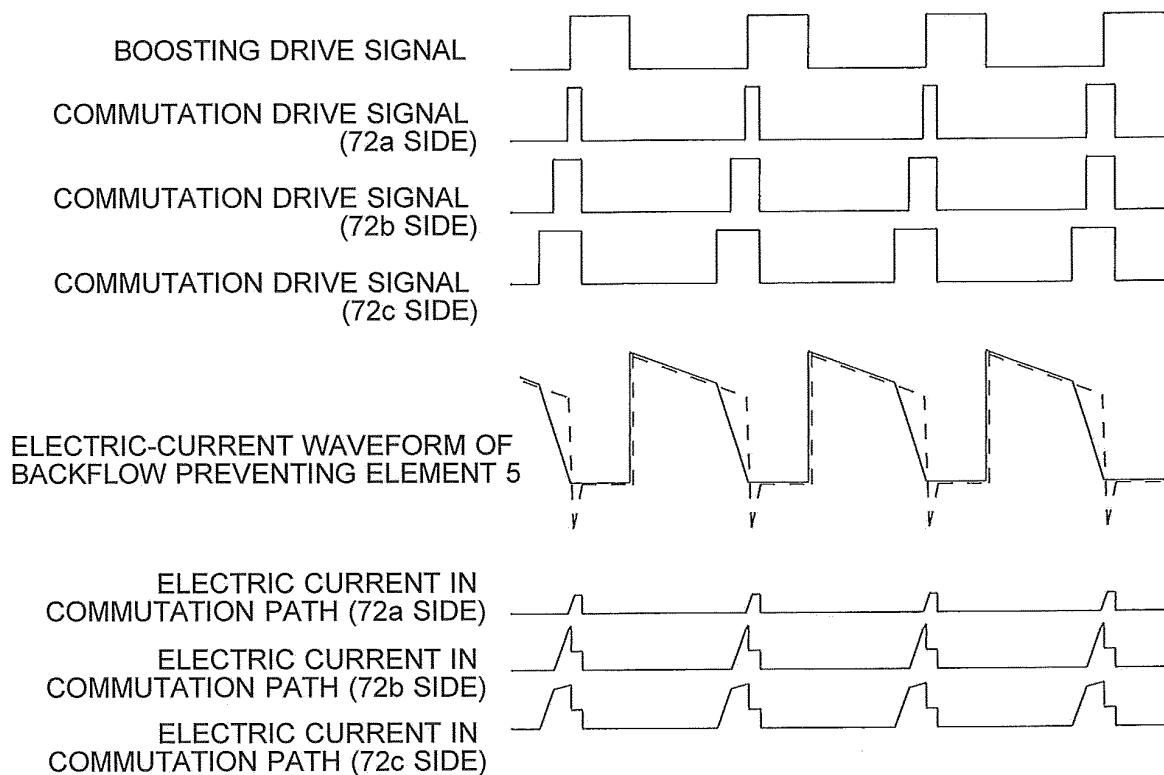 BOOSTING DRIVE SIGNAL
COMMUTATION DRIVE SIGNAL
(72a SIDE)
COMMUTATION DRIVE SIGNAL
(72b SIDE)
COMMUTATION DRIVE SIGNAL
(72c SIDE)
ELECTRIC-CURRENT WAVEFORM OF
BACKFLOW PREVENTING ELEMENT 5
ELECTRIC CURRENT IN
COMMUTATION PATH (72a SIDE)
ELECTRIC CURRENT IN
COMMUTATION PATH (72b SIDE)
ELECTRIC CURRENT IN
COMMUTATION PATH (72c SIDE)